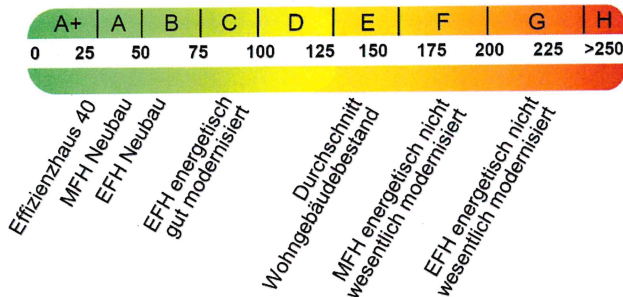 A+ A B C D E F G H
0 25 50 75 100 125 150 175 200 225 >250
Effizienzhaus 40
MFH Neubau
EFH Neubau
EFH energetisch
gut modernisiert
Durchschnitt
Wohngebäudebestand
MFH energetisch nicht
wesentlich modernisiert
EFH energetisch nicht
wesentlich modernisiert